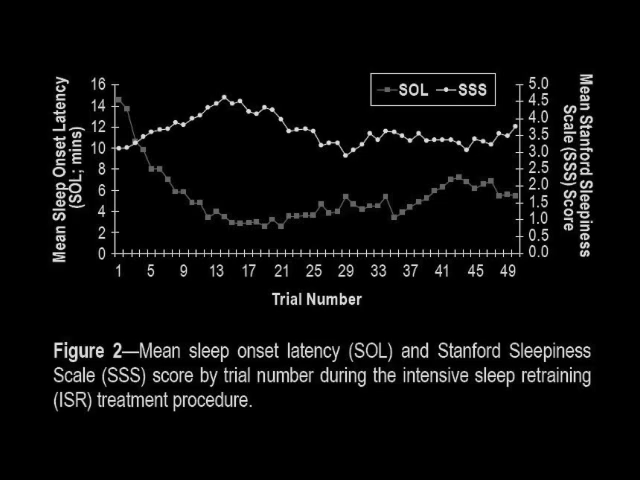 SOL SSS
16
14
12
10
8
6
4
2
0
Mean Sleep Onset Latency
(SOL; mins)
5.0
4.5
4.0
3.5
3.0
2.5
2.0
1.5
1.0
0.5
0.0
Mean Stanford Sleepiness
Scale (SSS) Score
1 5 9 13 17 21 25 29 33 37 41 45 49
Trial Number
Figure 2—Mean sleep onset latency (SOL) and Stanford Sleepiness
Scale (SSS) score by trial number during the intensive sleep retraining
(ISR) treatment procedure.